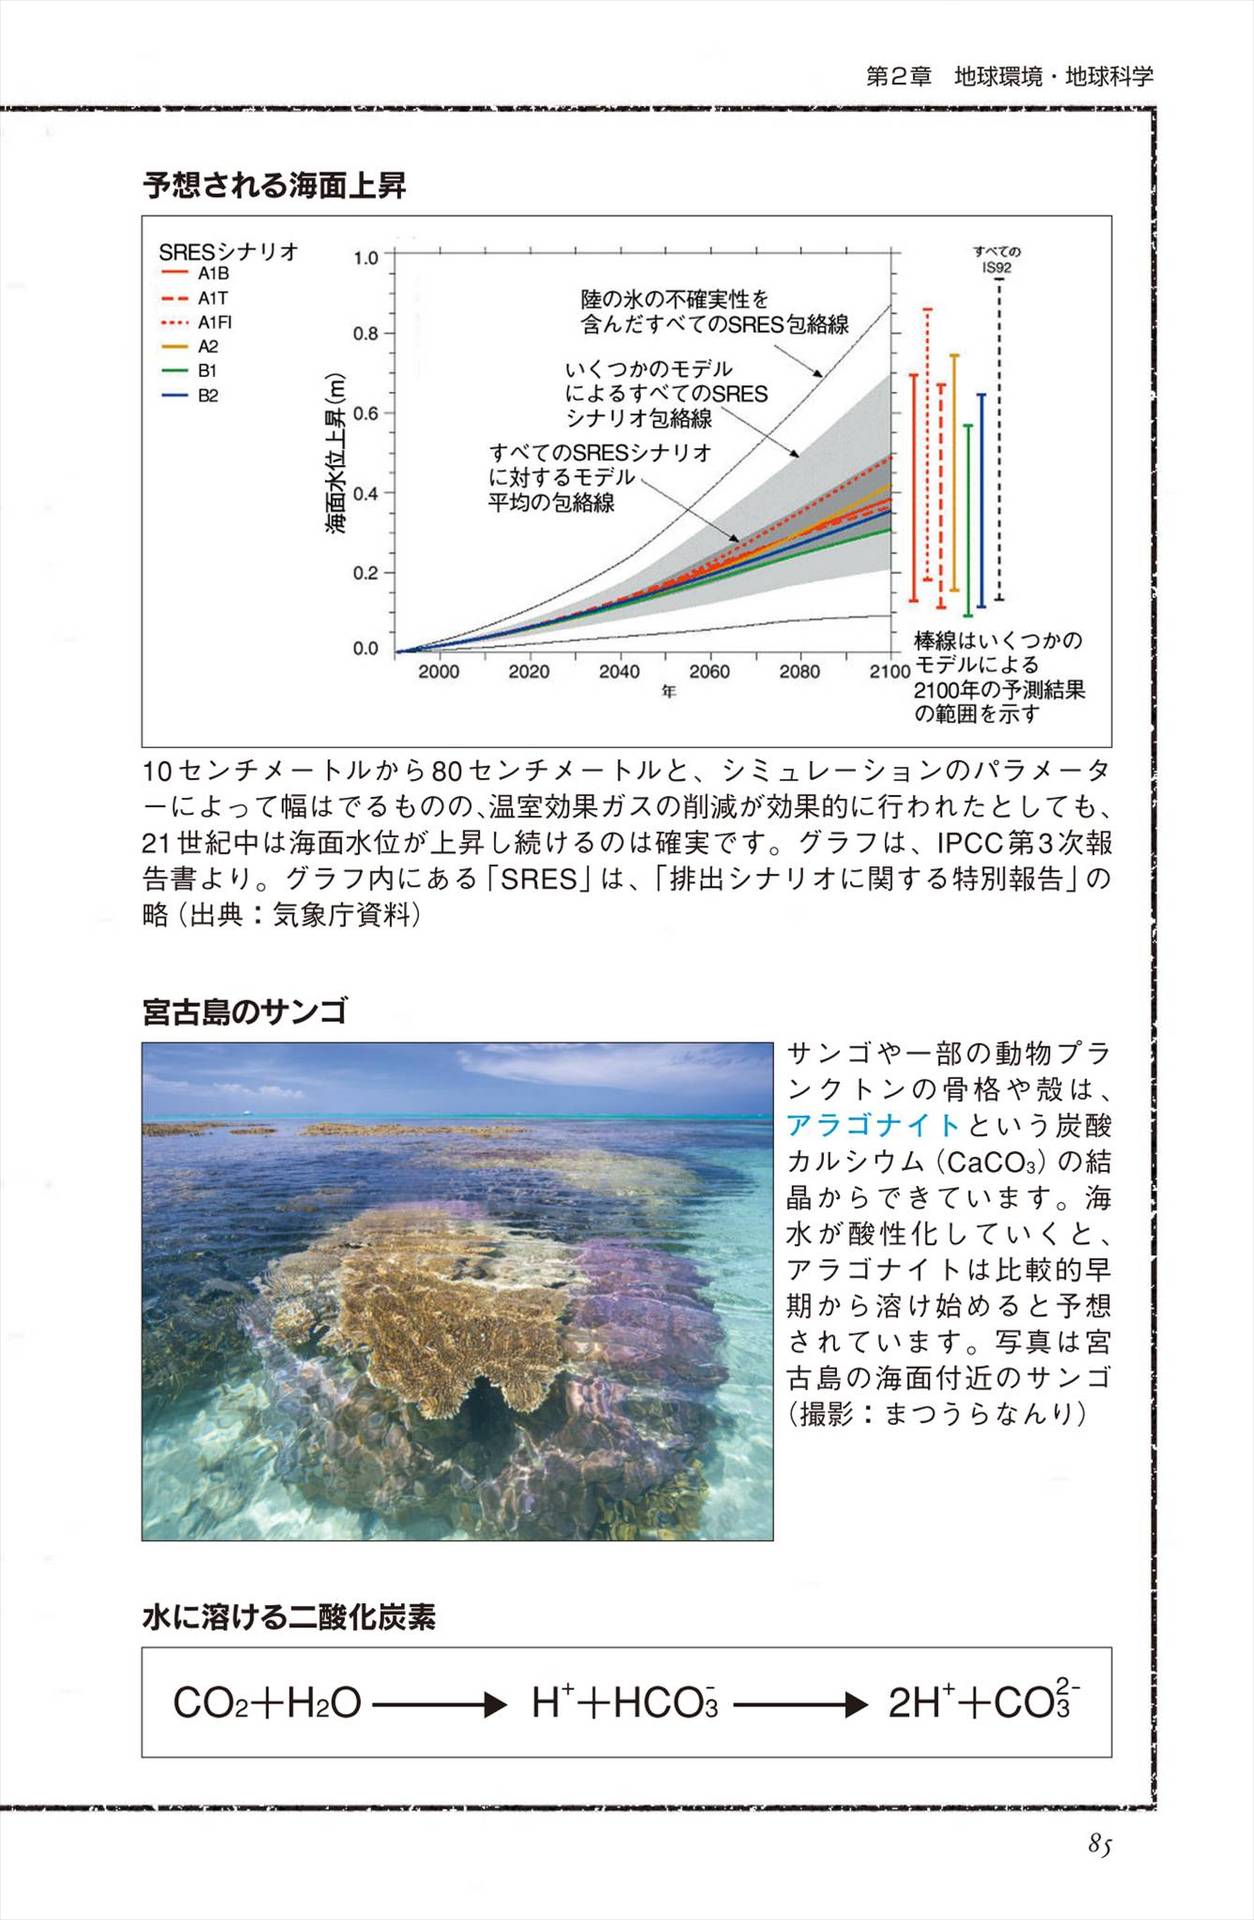 第2章　地球環境・地球科学
予想される海面上昇
SRESシナリオ
A1B
A1T
A1FI
A2
B1
B2
海面水位上昇(m)
1.0
0.8
0.6
0.4
0.2
0.0
2000
2020
2040
2060
2080
2100
年
陸の氷の不確実性を
含んだすべてのSRES包絡線
いくつかのモデル
によるすべてのSRES
シナリオ包絡線
すべてのSRESシナリオ
に対するモデル
平均の包絡線
すべての
IS92
棒線はいくつかの
モデルによる
2100年の予測結果
の範囲を示す
10センチメートルから80センチメートルと、シミュレーションのパラメータ
ーによって幅はでるものの、温室効果ガスの削減が効果的に行われたとしても、
21世紀中は海面水位が上昇し続けるのは確実です。グラフは、IPCC第3次報
告書より。グラフ内にある「SRES」は、「排出シナリオに関する特別報告」の
略（出典：気象庁資料）
宮古島のサンゴ
サンゴや一部の動物プラ
ンクトンの骨格や殻は、
アラゴナイトという炭酸
カルシウム（CaCO₃）の結
晶からできています。海
水が酸性化していくと、
アラゴナイトは比較的早
期から溶け始めると予想
されています。写真は宮
古島の海面付近のサンゴ
（撮影：まつうらなんり）
水に溶ける二酸化炭素
CO₂+H₂O → H⁺+HCO₃⁻ → 2H⁺+CO₃²⁻
85